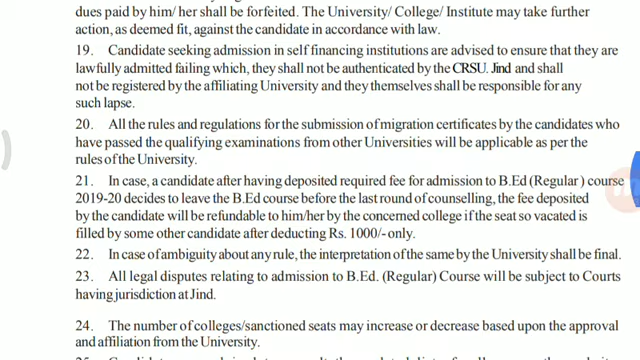 dues paid by him/ her shall be forfeited. The University/ College/ Institute may take further
action, as deemed fit, against the candidate in accordance with law.
19. Candidate seeking admission in self financing institutions are advised to ensure that they are
lawfully admitted failing which, they shall not be authenticated by the CRSU. Jind and shall
not be registered by the affiliating University and they themselves shall be responsible for any
such lapse.
20. All the rules and regulations for the submission of migration certificates by the candidates who
have passed the qualifying examinations from other Universities will be applicable as per the
rules of the University.
21. In case, a candidate after having deposited required fee for admission to B.Ed (Regular) course
2019-20 decides to leave the B.Ed course before the last round of counselling, the fee deposited
by the candidate will be refundable to him/her by the concerned college if the seat so vacated is
filled by some other candidate after deducting Rs. 1000/- only.
22. In case of ambiguity about any rule, the interpretation of the same by the University shall be final.
23. All legal disputes relating to admission to B.Ed. (Regular) Course will be subject to Courts
having jurisdiction at Jind.
24. The number of colleges/sanctioned seats may increase or decrease based upon the approval
and affiliation from the University.